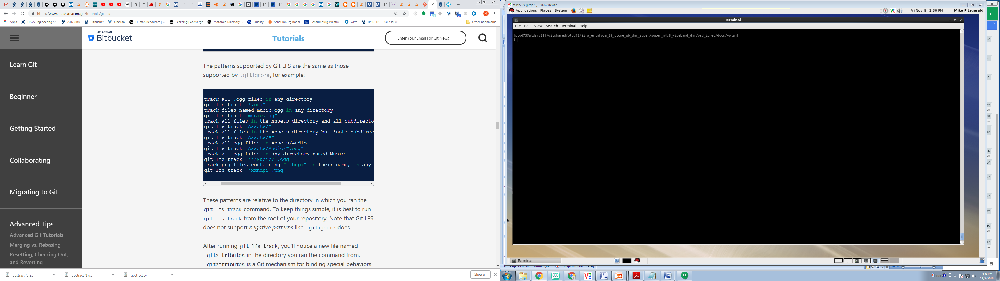 atdsrv3:5 (ptgd73) - VNC Viewer
https://www.atlassian.com/git/tutorials/git-lfs
Applications Places System
Fri Nov 9, 2:36 PM
Mike Fitzgerald
Apps
FPGA Engineering Sp
ATD JIRA
Bitbucket
OneTab
Human Resources | C
Learning | Converge
Motorola Directory S
Quality
Schaumburg Radar
Schaumburg Weathe
Okta
[PSDENG-133] psd_d
Other bookmarks
Terminal
File Edit View Search Terminal Help
[ptgd73@atdsrv3][/gitshared/ptgd73/jira_erlmfpga_29_clone_wb_dmr_super/super_m4c8_wideband_dmr/psd_iqrec/docs/vplan]
$
ATLASSIAN
Bitbucket
Tutorials
Enter Your Email For Git News
Learn Git
Beginner
Getting Started
Collaborating
Migrating to Git
Advanced Tips
Advanced Git Tutorials
Merging vs. Rebasing
Resetting, Checking Out,
and Reverting
The patterns supported by Git LFS are the same as those
supported by .gitignore, for example:
track all .ogg files in any directory
git lfs track "*.ogg"
track files named music.ogg in any directory
git lfs track "music.ogg"
track all files in the Assets directory and all subdirecto
git lfs track "Assets/"
track all files in the Assets directory but *not* subdirec
git lfs track "Assets/*"
track all ogg files in Assets/Audio
git lfs track "Assets/Audio/*.ogg"
track all ogg files in any directory named Music
git lfs track "**/Music/*.ogg"
track png files containing "xxhdpi" in their name, in any
git lfs track "*xxhdpi*.png
These patterns are relative to the directory in which you ran the
git lfs track command. To keep things simple, it is best to run
git lfs track from the root of your repository. Note that Git LFS
does not support negative patterns like .gitignore does.
After running git lfs track, you'll notice a new file named
.gitattributes in the directory you ran the command from.
.gitattributes is a Git mechanism for binding special behaviors
Terminal
Page: 14 of 20
Words: 4,697
English (United States)
185%
abstract (2).sv
abstract (1).sv
abstract.sv
Show all
2:36 PM
11/9/2018